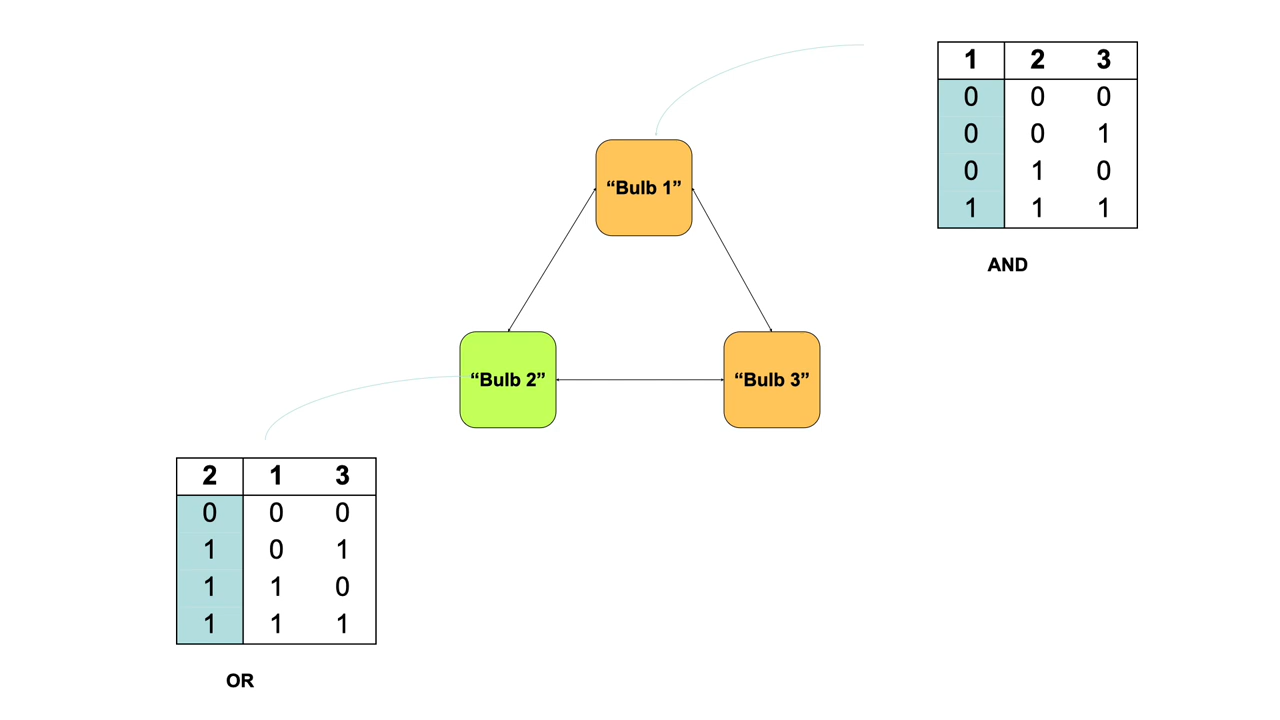 1 2 3
0 0 0
0 0 1
0 1 0
1 1 1
AND
“Bulb 1”
“Bulb 2” “Bulb 3”
2 1 3
0 0 0
1 0 1
1 1 0
1 1 1
OR